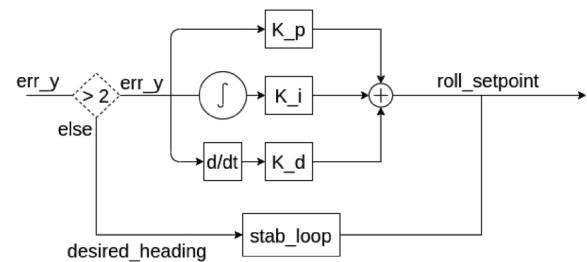 K_p
err_y
> 2
err_y
∫
K_i
+
roll_setpoint
else
d/dt
K_d
stab_loop
desired_heading